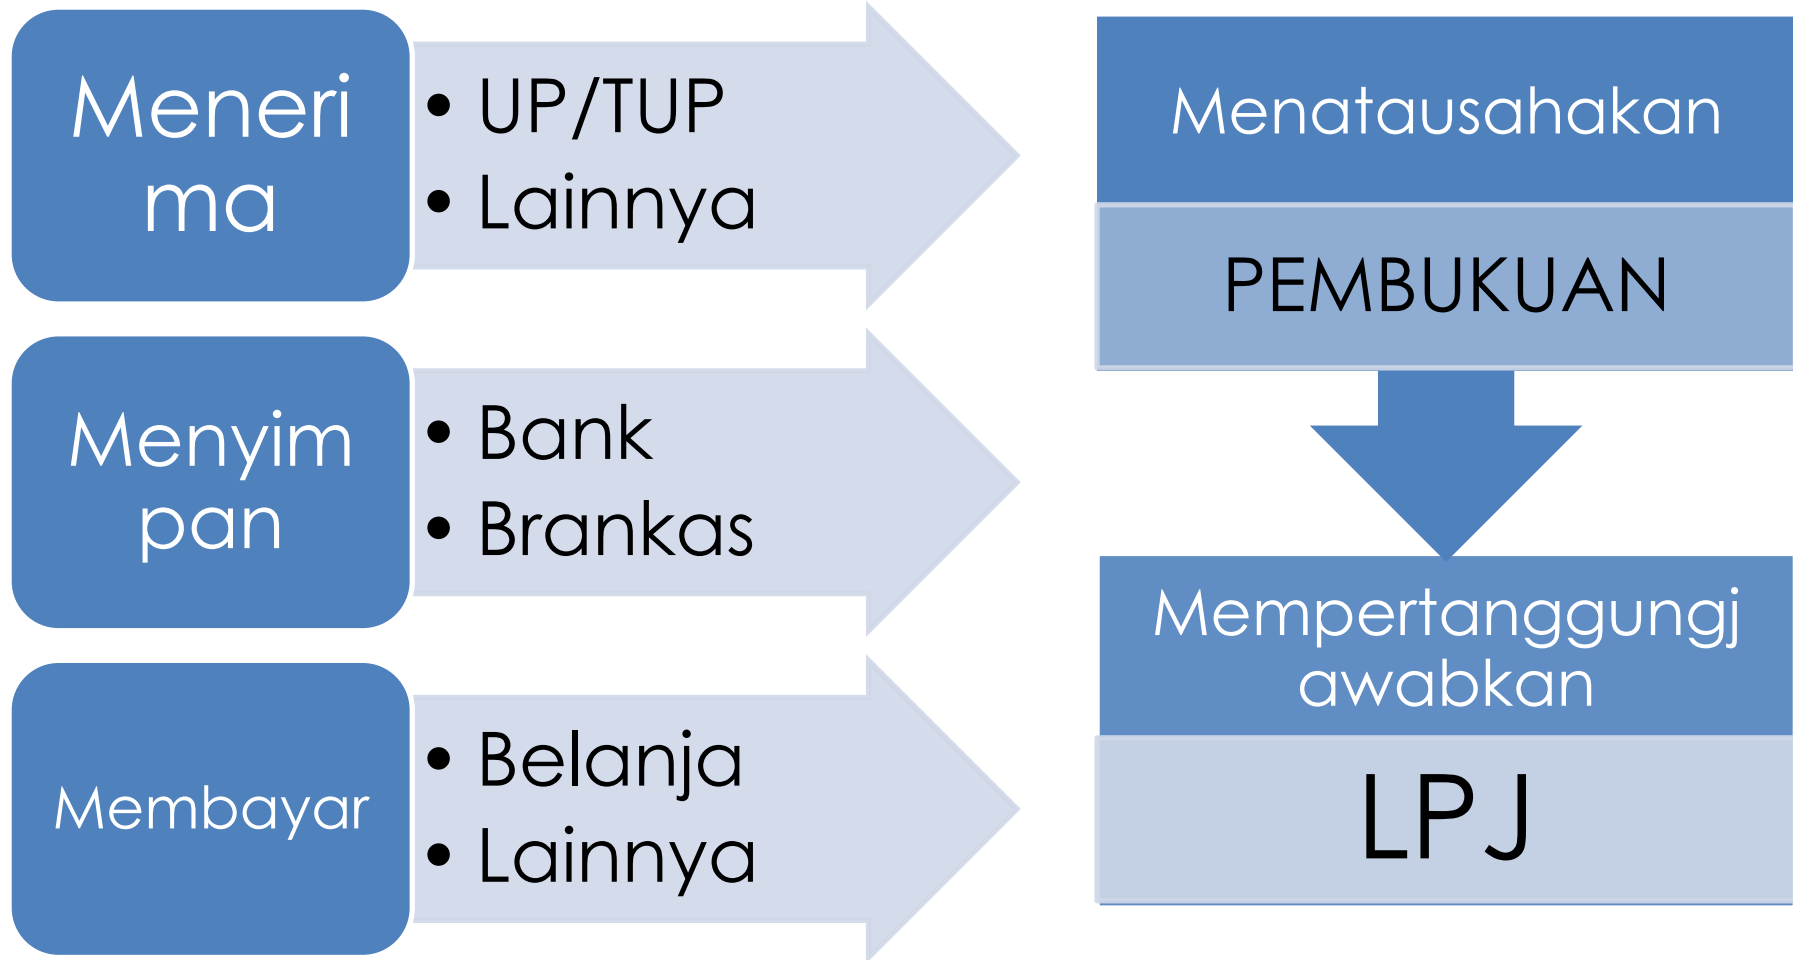 Meneri
ma
• UP/TUP
• Lainnya
Menyim
pan
• Bank
• Brankas
Membayar
• Belanja
• Lainnya
Menatausahakan
PEMBUKUAN
Mempertanggungj
awabkan
LPJ